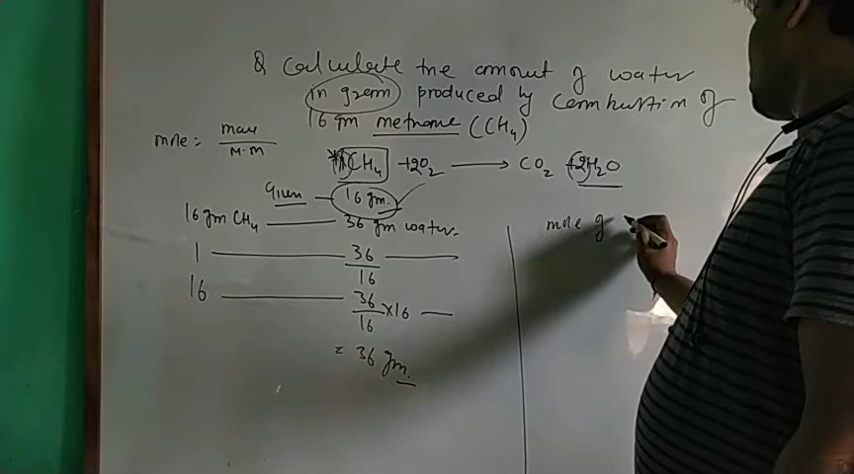 Q Calculate the amount of water
in gram produced by combustion of
16 gm methane (CH4)
mole = mass / M.M
CH4 + 2O2 → CO2 + 2H2O
Given — 16 gm.
16 gm CH4 — 36 gm water.
1 — 36/16 —
16 — 36/16 × 16 —
= 36 gm.
mole of